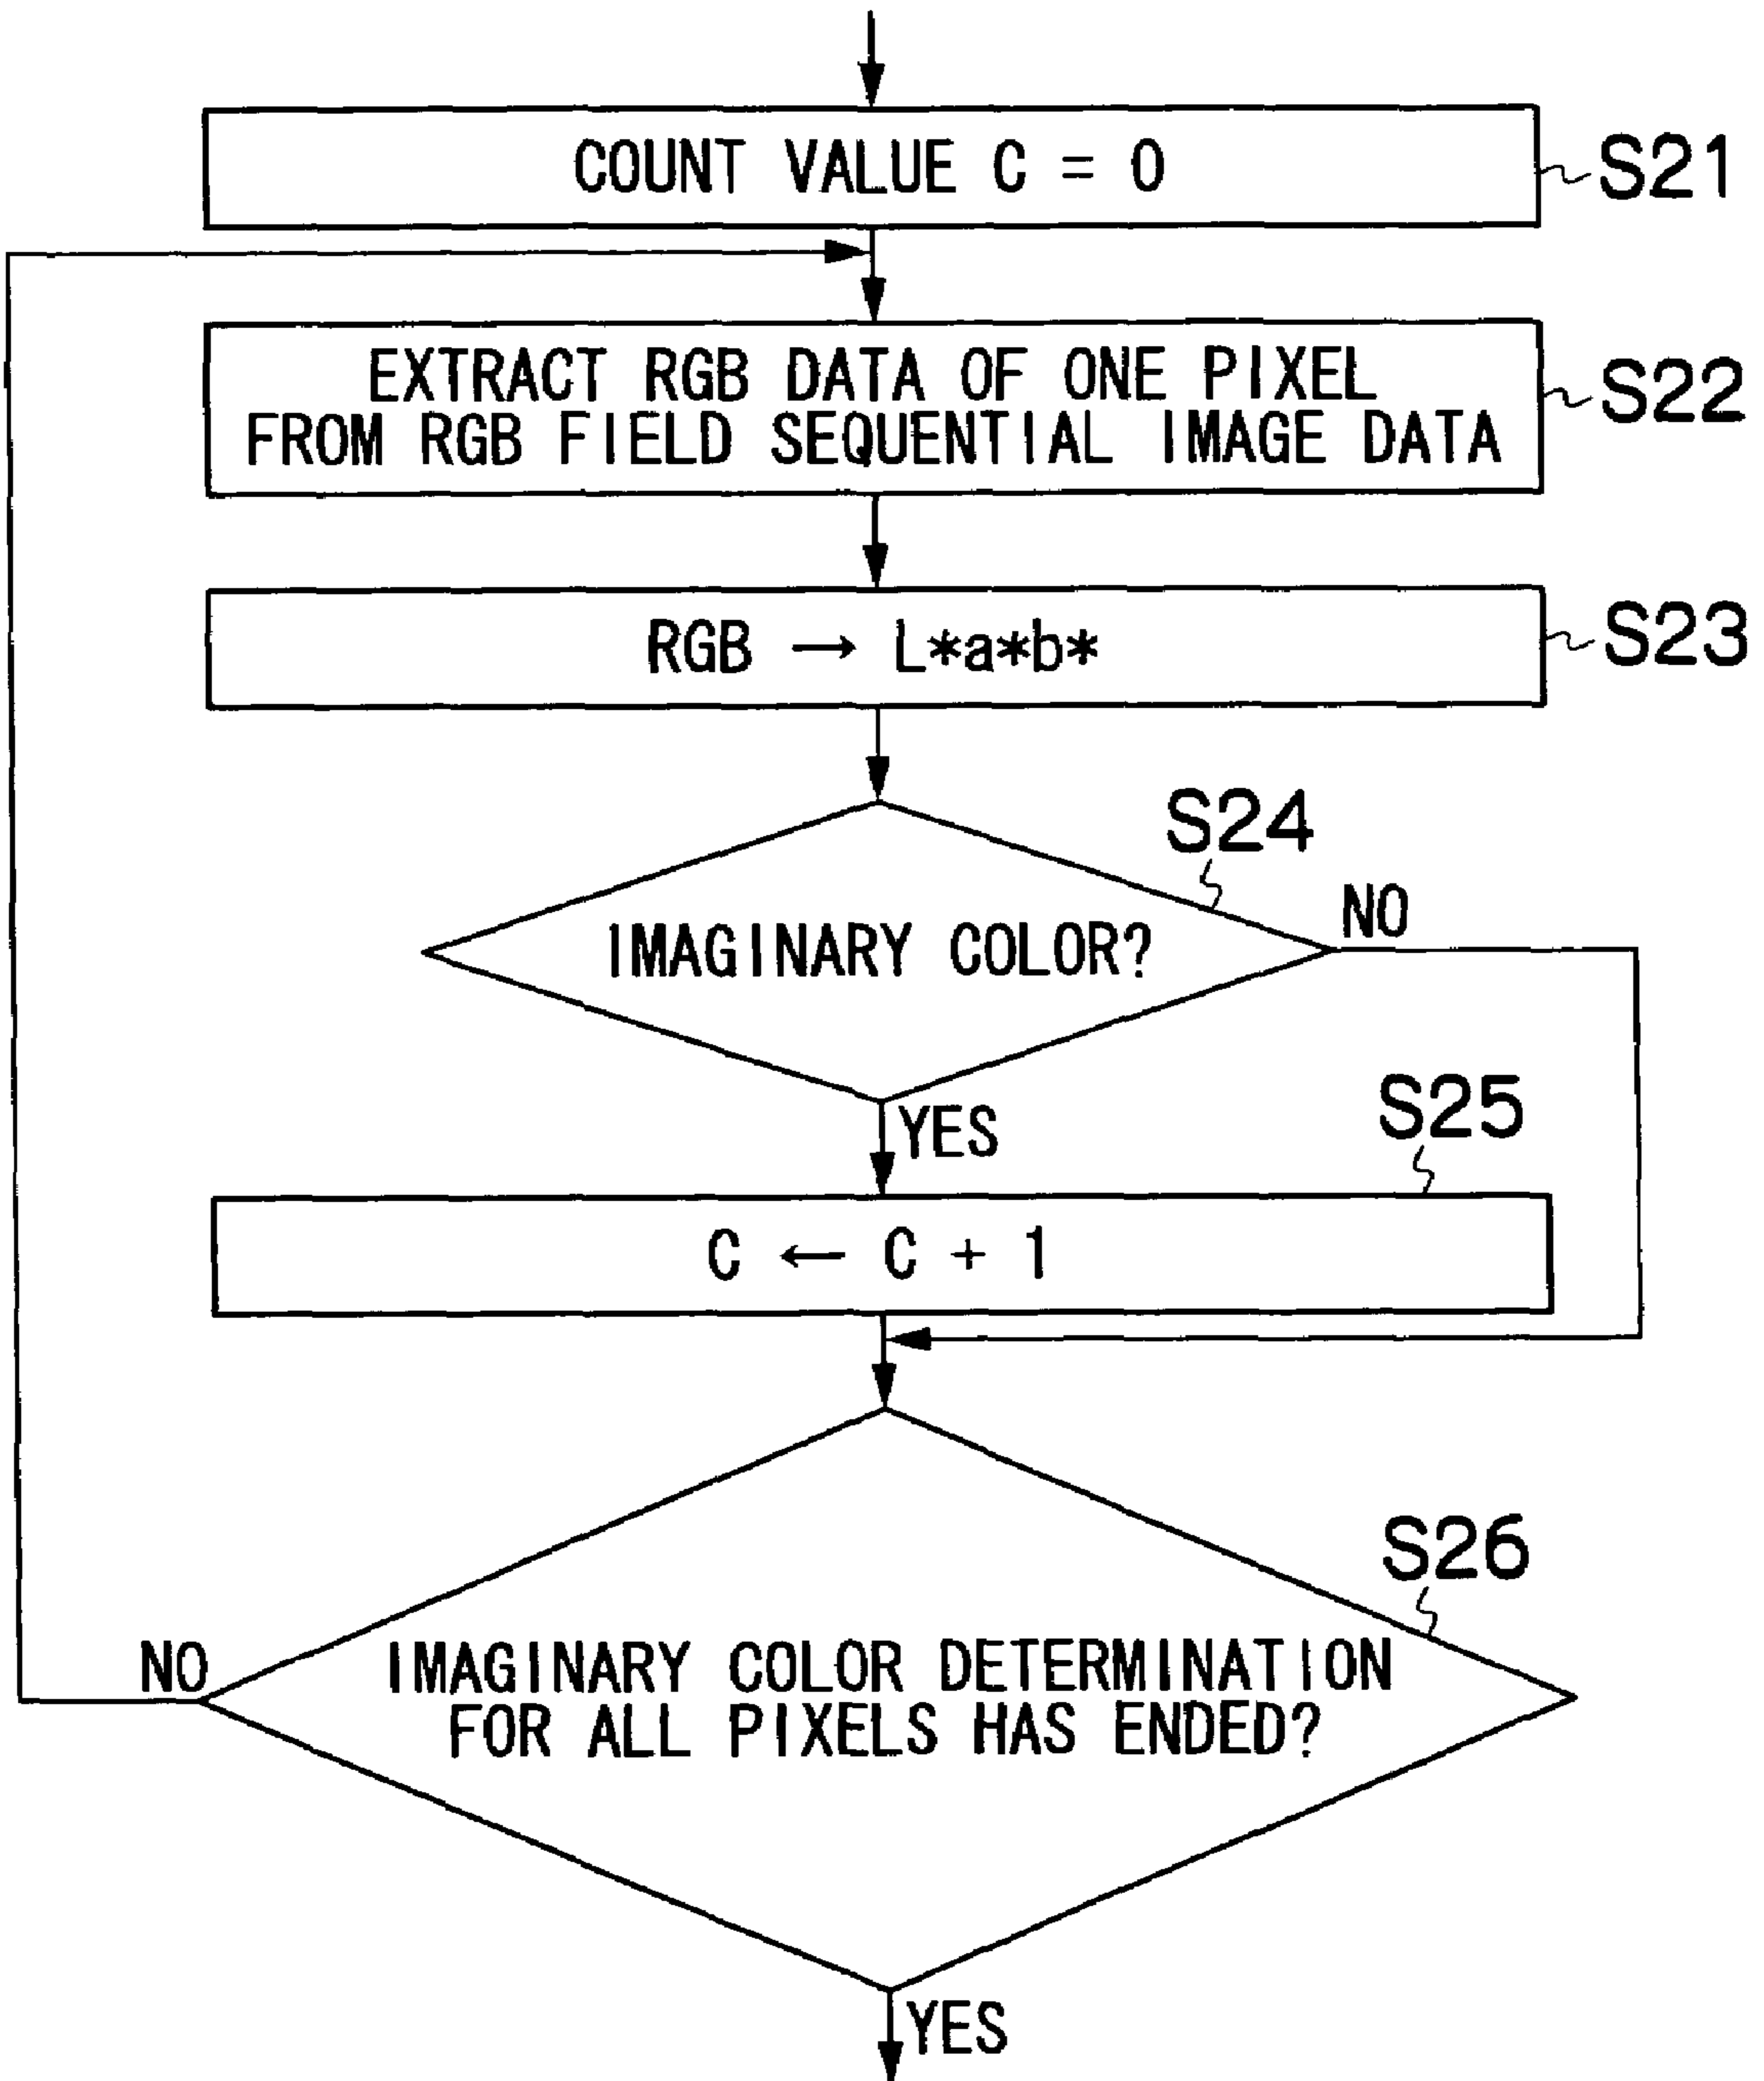 COUNT VALUE C = 0
S21
EXTRACT RGB DATA OF ONE PIXEL
FROM RGB FIELD SEQUENTIAL IMAGE DATA
S22
RGB → L*a*b*
S23
S24
IMAGINARY COLOR?
NO
YES
S25
C ← C + 1
S26
NO
IMAGINARY COLOR DETERMINATION
FOR ALL PIXELS HAS ENDED?
YES